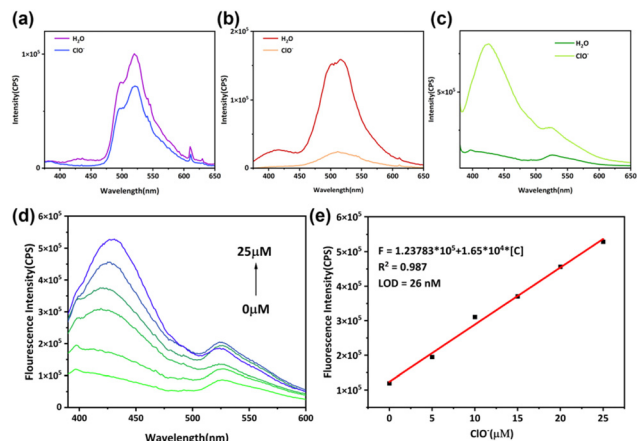 (a)
H₂O
ClO⁻
1×10⁵
0
Intensity(CPS)
400 450 500 550 600 650
Wavelength(nm)
(b)
H₂O
ClO⁻
2×10⁵
1×10⁵
0
Intensity(CPS)
400 450 500 550 600 650
Wavelength(nm)
(c)
H₂O
ClO⁻
5×10⁵
Intensity(CPS)
400 450 500 550 600 650
Wavelength(nm)
(d)
6×10⁵
5×10⁵
4×10⁵
3×10⁵
2×10⁵
1×10⁵
0
Flourescence Intensity(CPS)
25μM
0μM
400 450 500 550 600
Wavelength(nm)
(e)
6×10⁵
5×10⁵
4×10⁵
3×10⁵
2×10⁵
1×10⁵
Fluorescence Intensity(CPS)
F = 1.23783*10⁵+1.65*10⁴*[C]
R² = 0.987
LOD = 26 nM
0 5 10 15 20 25
ClO⁻(μM)